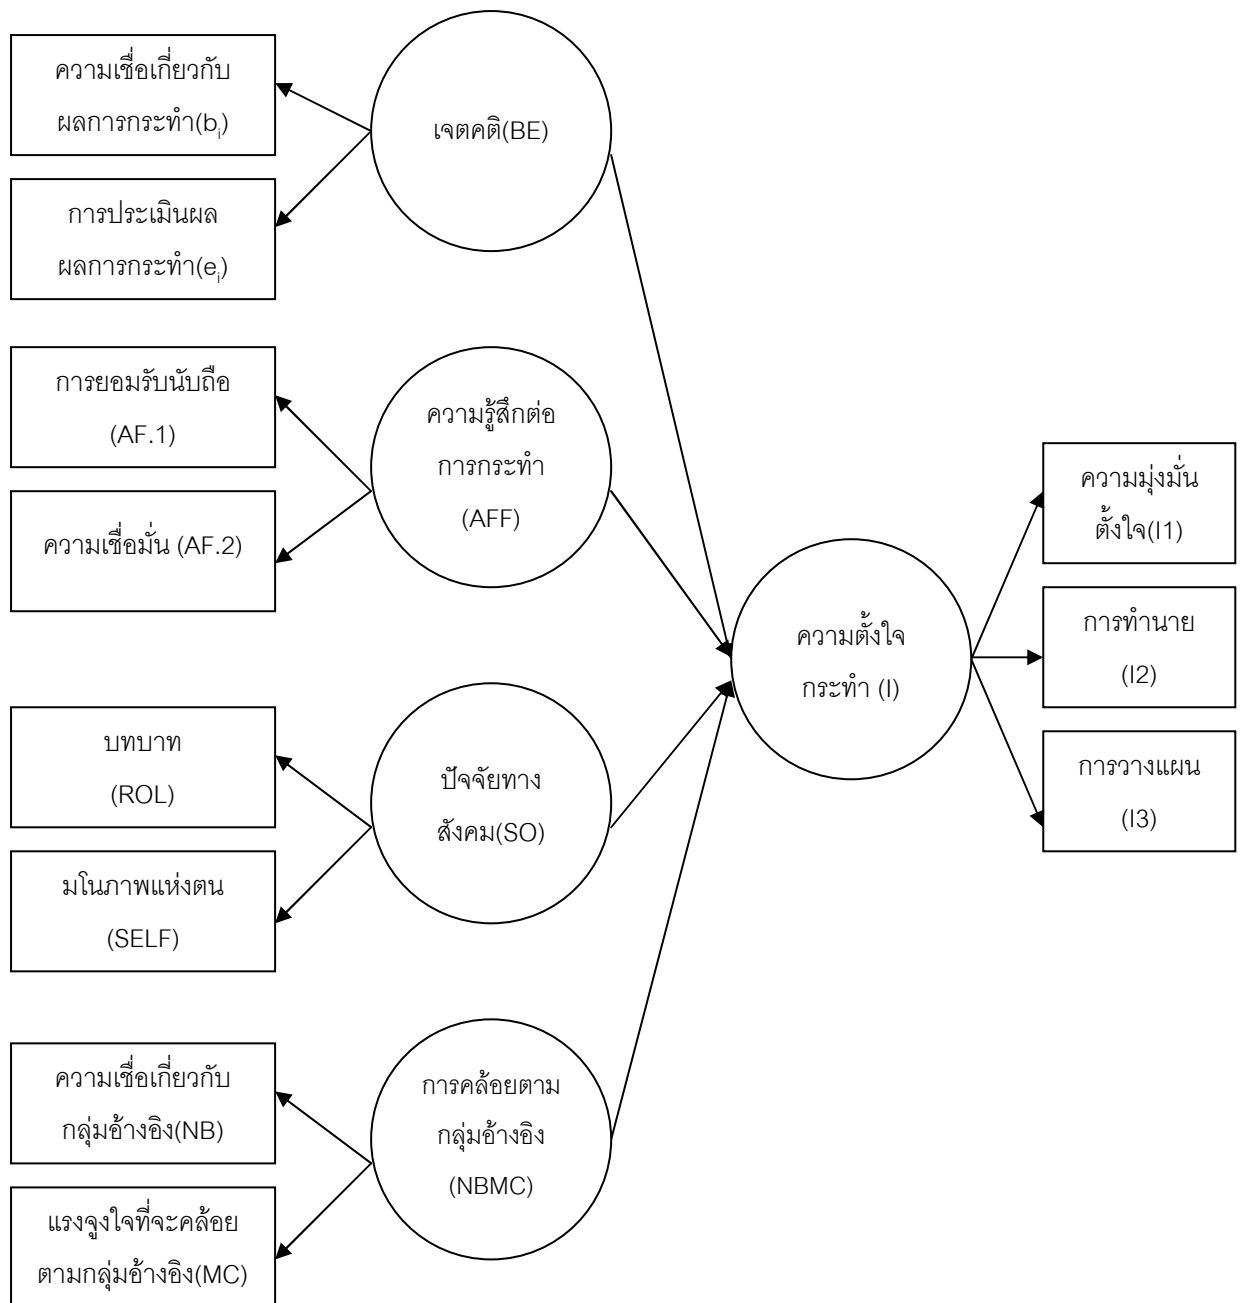 ความเชื่อเกี่ยวกับ
ผลการกระทำ(bᵢ)
การประเมินผล
ผลการกระทำ(eᵢ)
เจตคติ(BE)
การยอมรับนับถือ
(AF.1)
ความเชื่อมั่น (AF.2)
ความรู้สึกต่อ
การกระทำ
(AFF)
บทบาท
(ROL)
มโนภาพแห่งตน
(SELF)
ปัจจัยทาง
สังคม(SO)
ความเชื่อเกี่ยวกับ
กลุ่มอ้างอิง(NB)
แรงจูงใจที่จะคล้อย
ตามกลุ่มอ้างอิง(MC)
การคล้อยตาม
กลุ่มอ้างอิง
(NBMC)
ความตั้งใจ
กระทำ (I)
ความมุ่งมั่น
ตั้งใจ(I1)
การทำนาย
(I2)
การวางแผน
(I3)